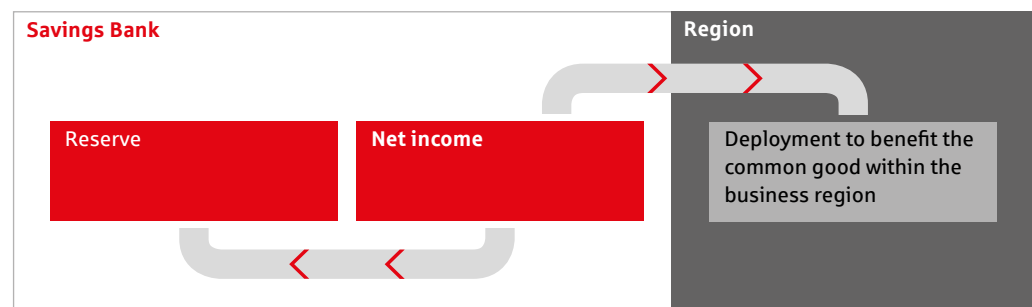 Savings Bank
Region
Reserve
Net income
Deployment to benefit the
common good within the
business region